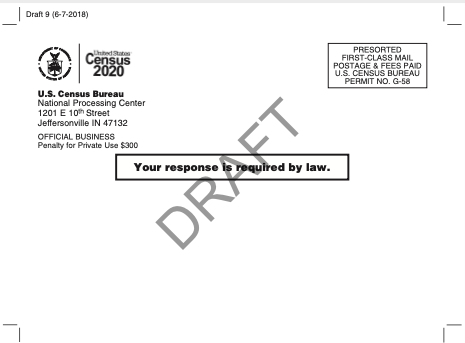 Draft 9 (6-7-2018)
United States®
Census
2020
U.S. Census Bureau
National Processing Center
1201 E 10th Street
Jeffersonville IN 47132
OFFICIAL BUSINESS
Penalty for Private Use $300
PRESORTED
FIRST-CLASS MAIL
POSTAGE & FEES PAID
U.S. CENSUS BUREAU
PERMIT NO. G-58
Your response is required by law.
DRAFT